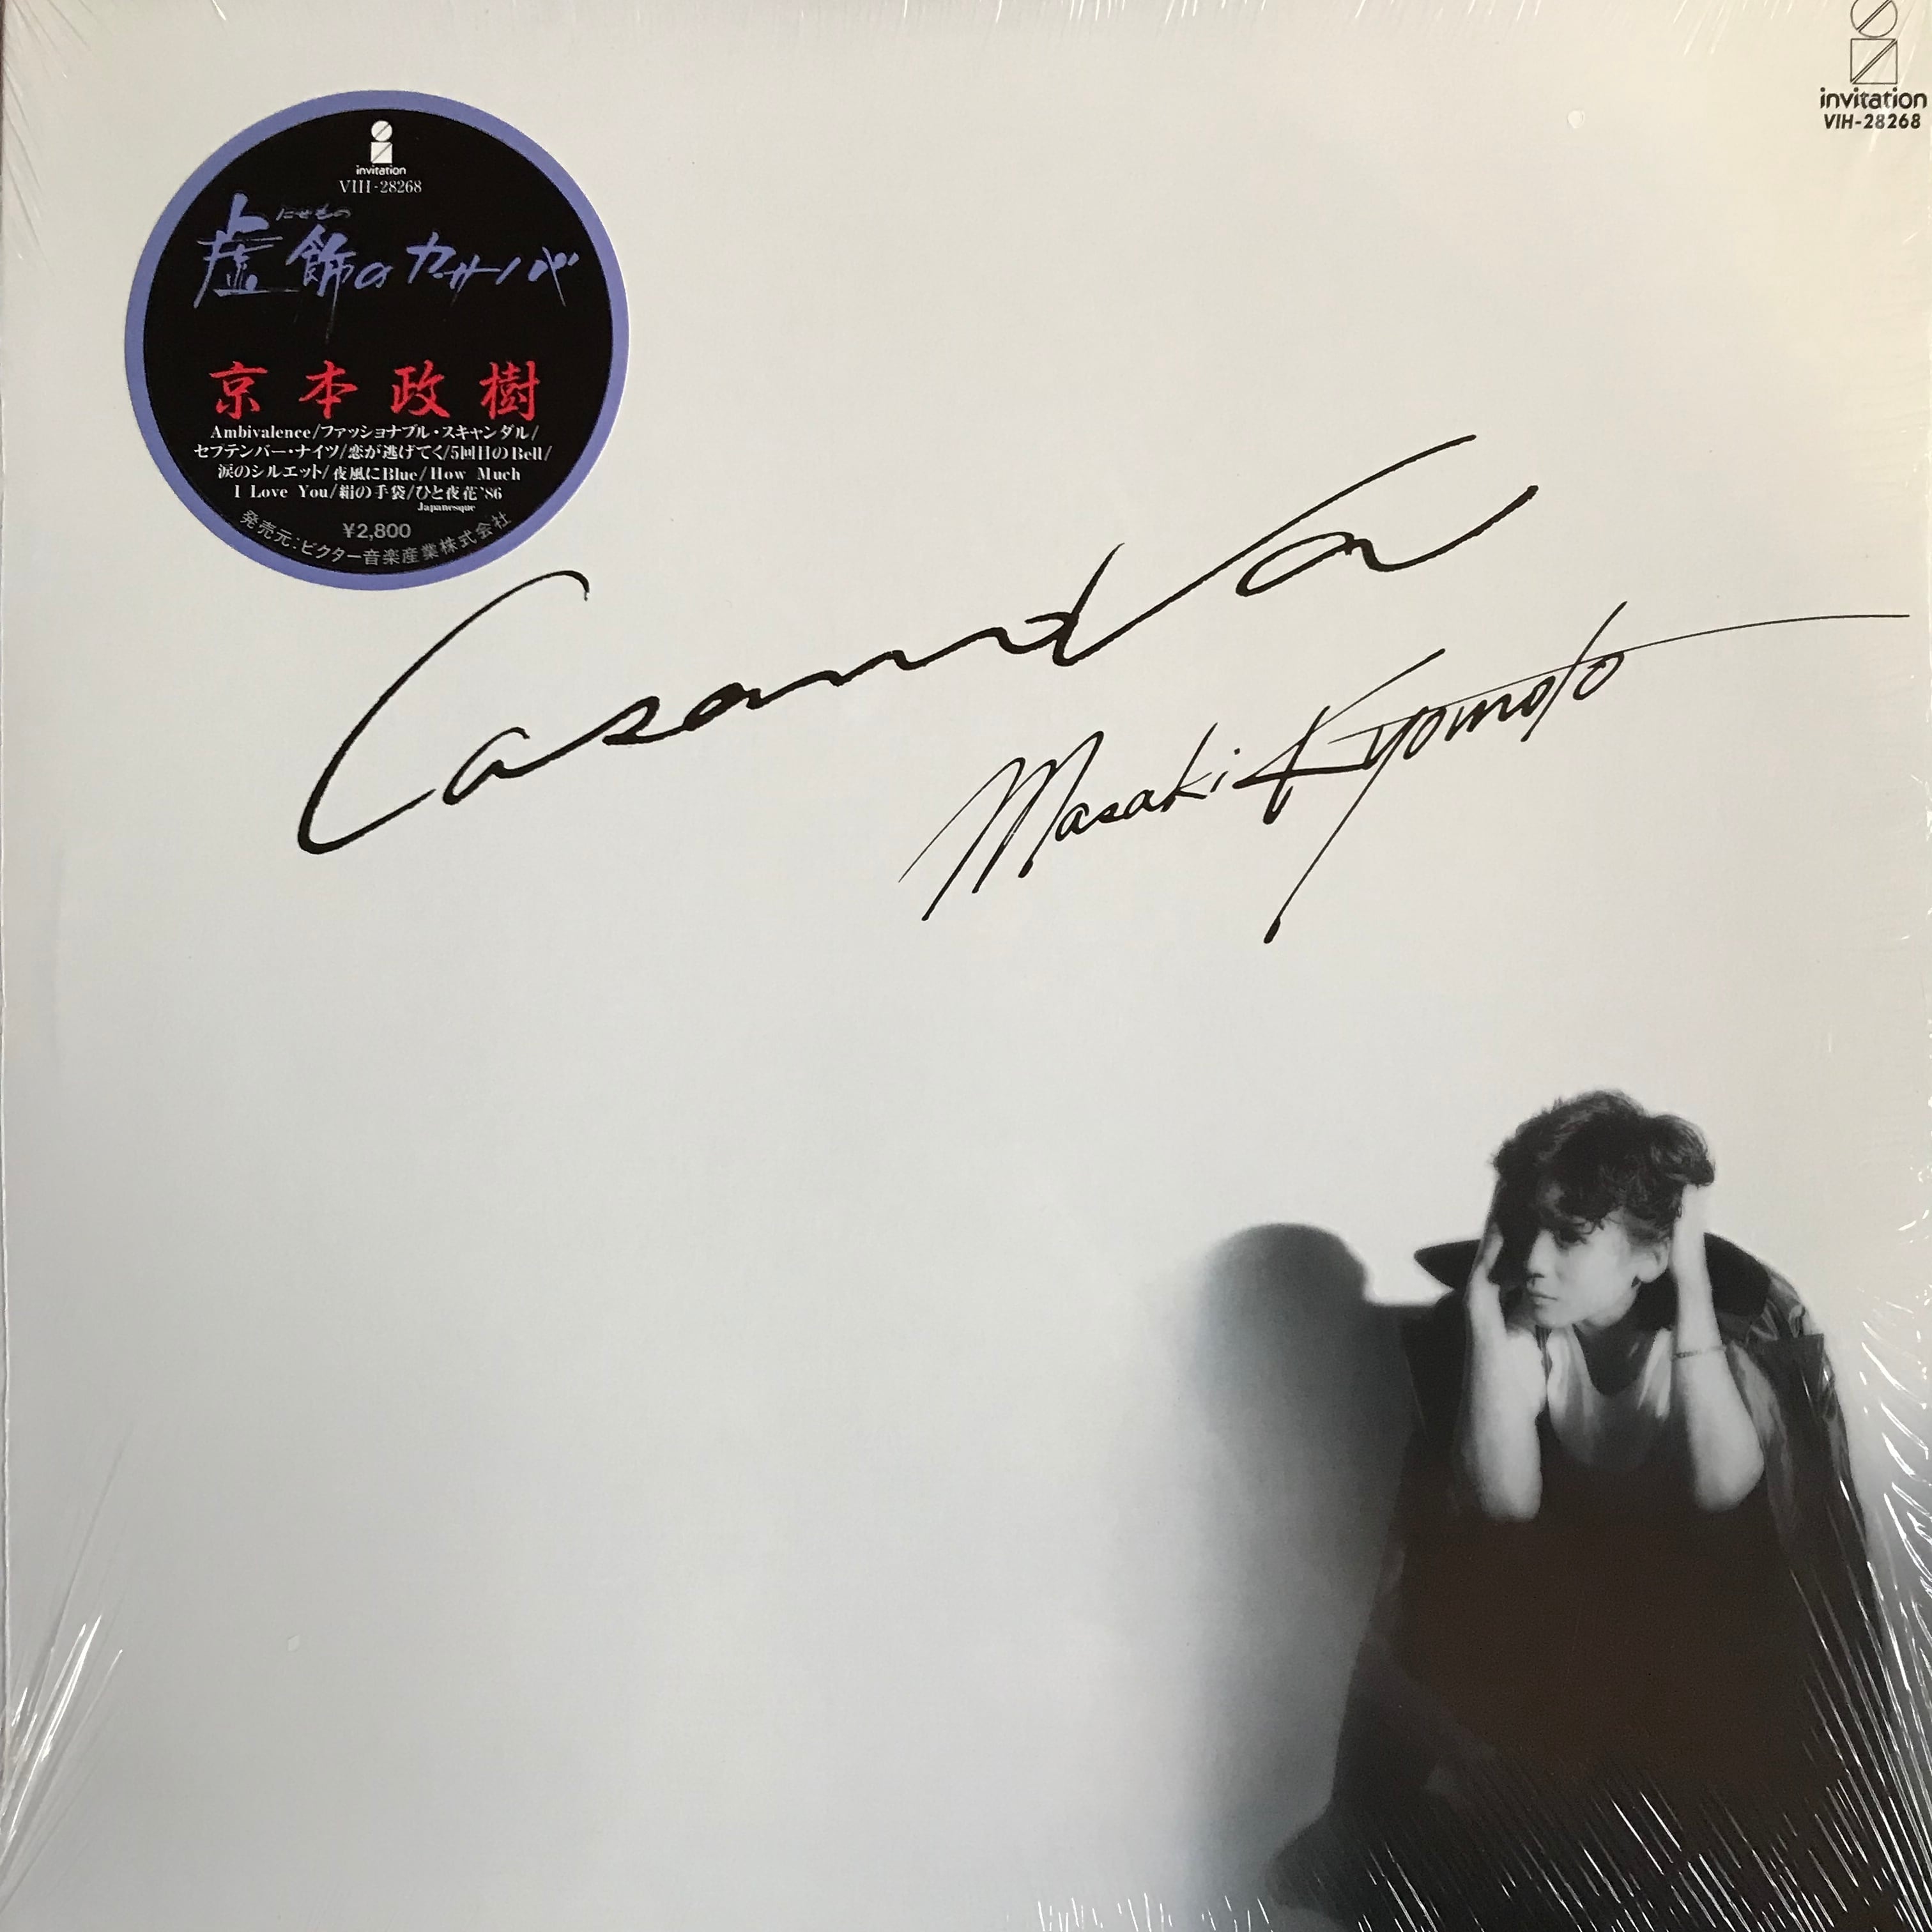 invitation
VIH-28268
invitation
VIH-28268
にせもの
虚飾のカサノバ
京本政樹
Ambivalence/ファッショナブル・スキャンダル/
セプテンバー・ナイツ/恋が逃げてく/5回目のBell/
涙のシルエット/夜風にBlue/How Much
I Love You/絹の手袋/ひと夜花'86
Japanesque
¥2,800
発売元:ビクター音楽産業株式会社
Casanova
Masaki Kyomoto